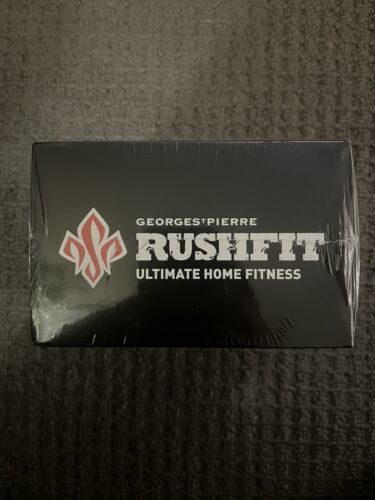 GEORGES ST PIERRE
RUSHFIT
ULTIMATE HOME FITNESS